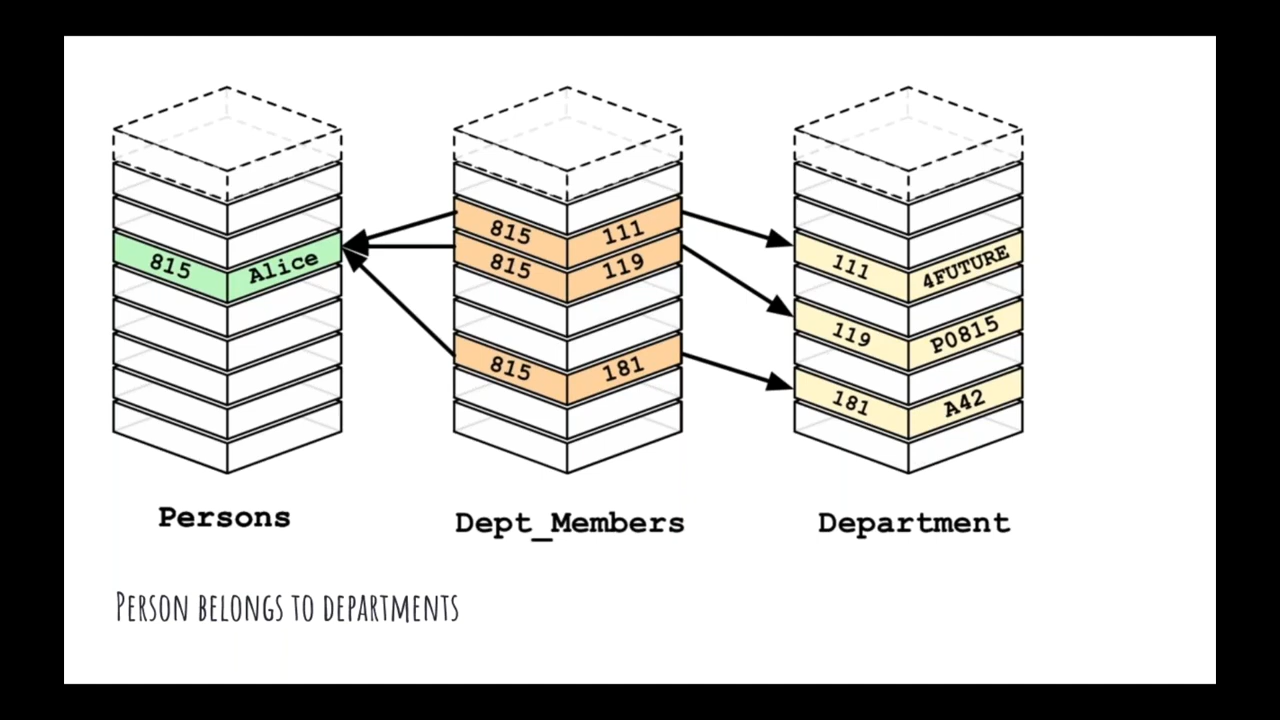 815 Alice
815 111
815 119
815 181
111 4FUTURE
119 P0815
181 A42
Persons
Dept_Members
Department
Person belongs to departments